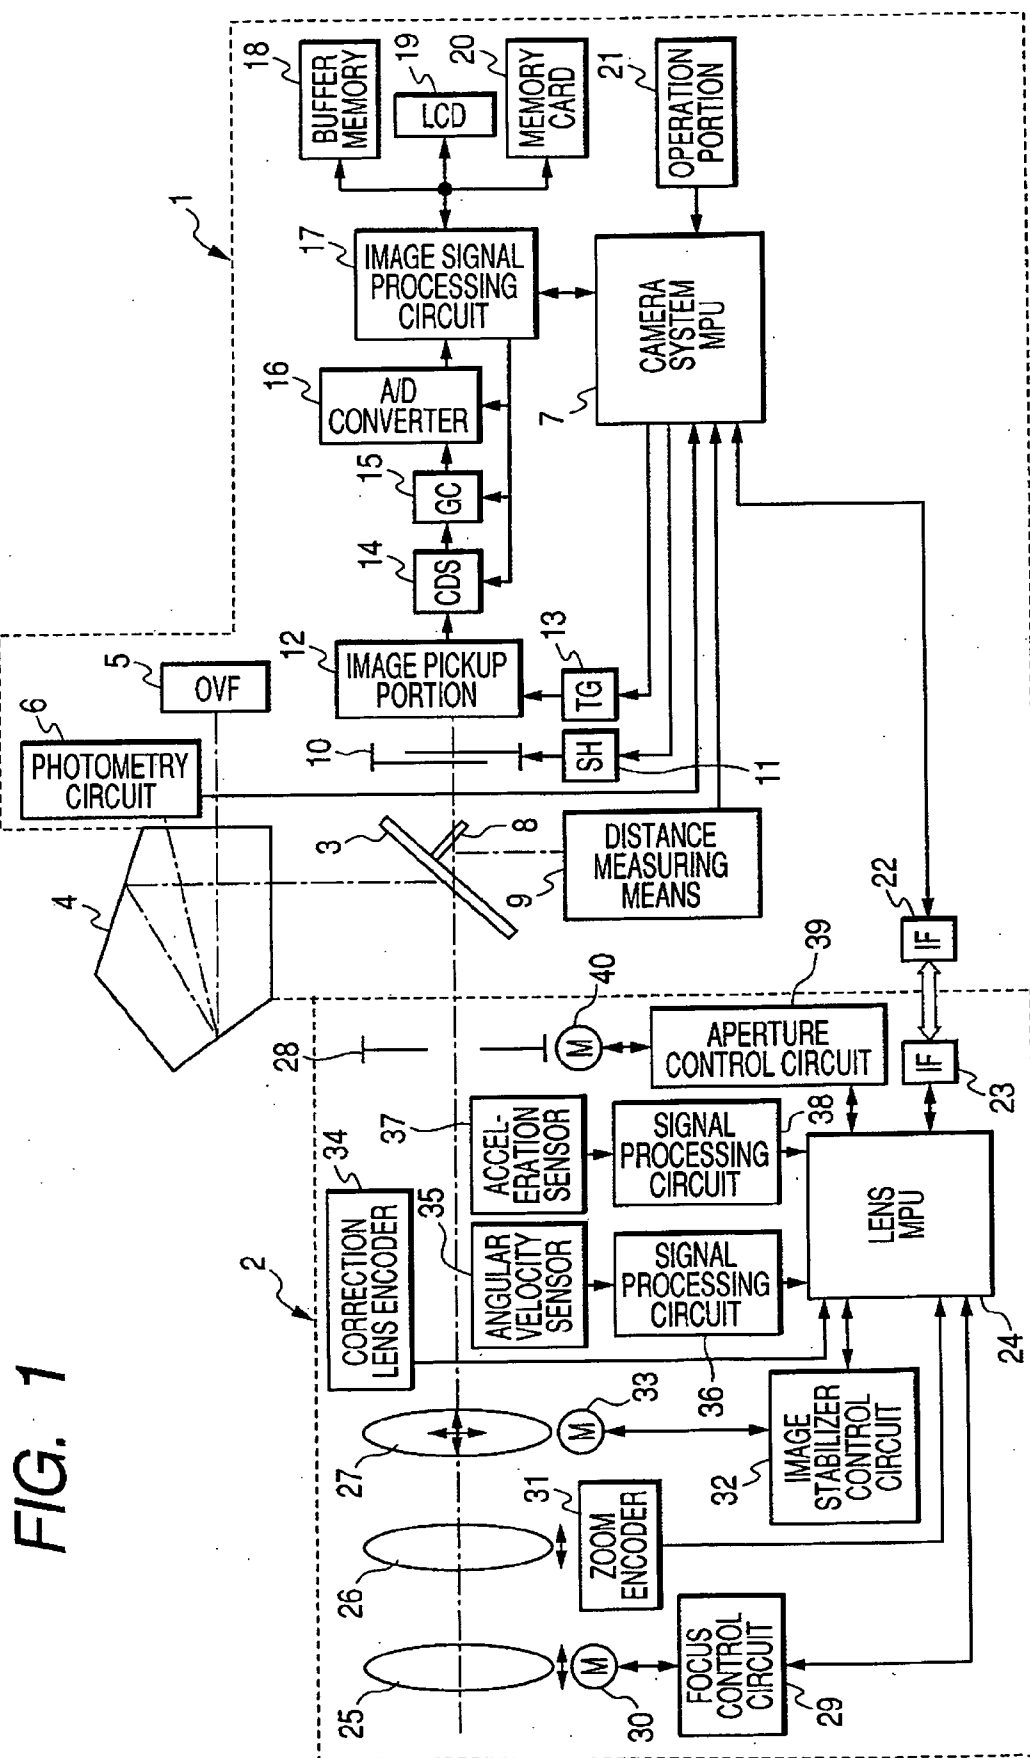 FIG. 1
1
2
18
BUFFER
MEMORY
19
LCD
20
MEMORY
CARD
21
OPERATION
PORTION
17
IMAGE SIGNAL
PROCESSING
CIRCUIT
16
A/D
CONVERTER
15
GC
14
CDS
7
CAMERA
SYSTEM
MPU
12
IMAGE PICKUP
PORTION
13
TG
5
OVF
6
PHOTOMETRY
CIRCUIT
10
SH
11
3
8
4
9
DISTANCE
MEASURING
MEANS
22
IF
IF
23
28
40
M
39
APERTURE
CONTROL CIRCUIT
37
ACCEL-
ERATION
SENSOR
38
SIGNAL
PROCESSING
CIRCUIT
34
CORRECTION
LENS ENCODER
35
ANGULAR
VELOCITY
SENSOR
SIGNAL
PROCESSING
CIRCUIT
36
LENS
MPU
24
27
33
M
32
IMAGE
STABILIZER
CONTROL
CIRCUIT
26
31
ZOOM
ENCODER
25
M
30
FOCUS
CONTROL
CIRCUIT
29